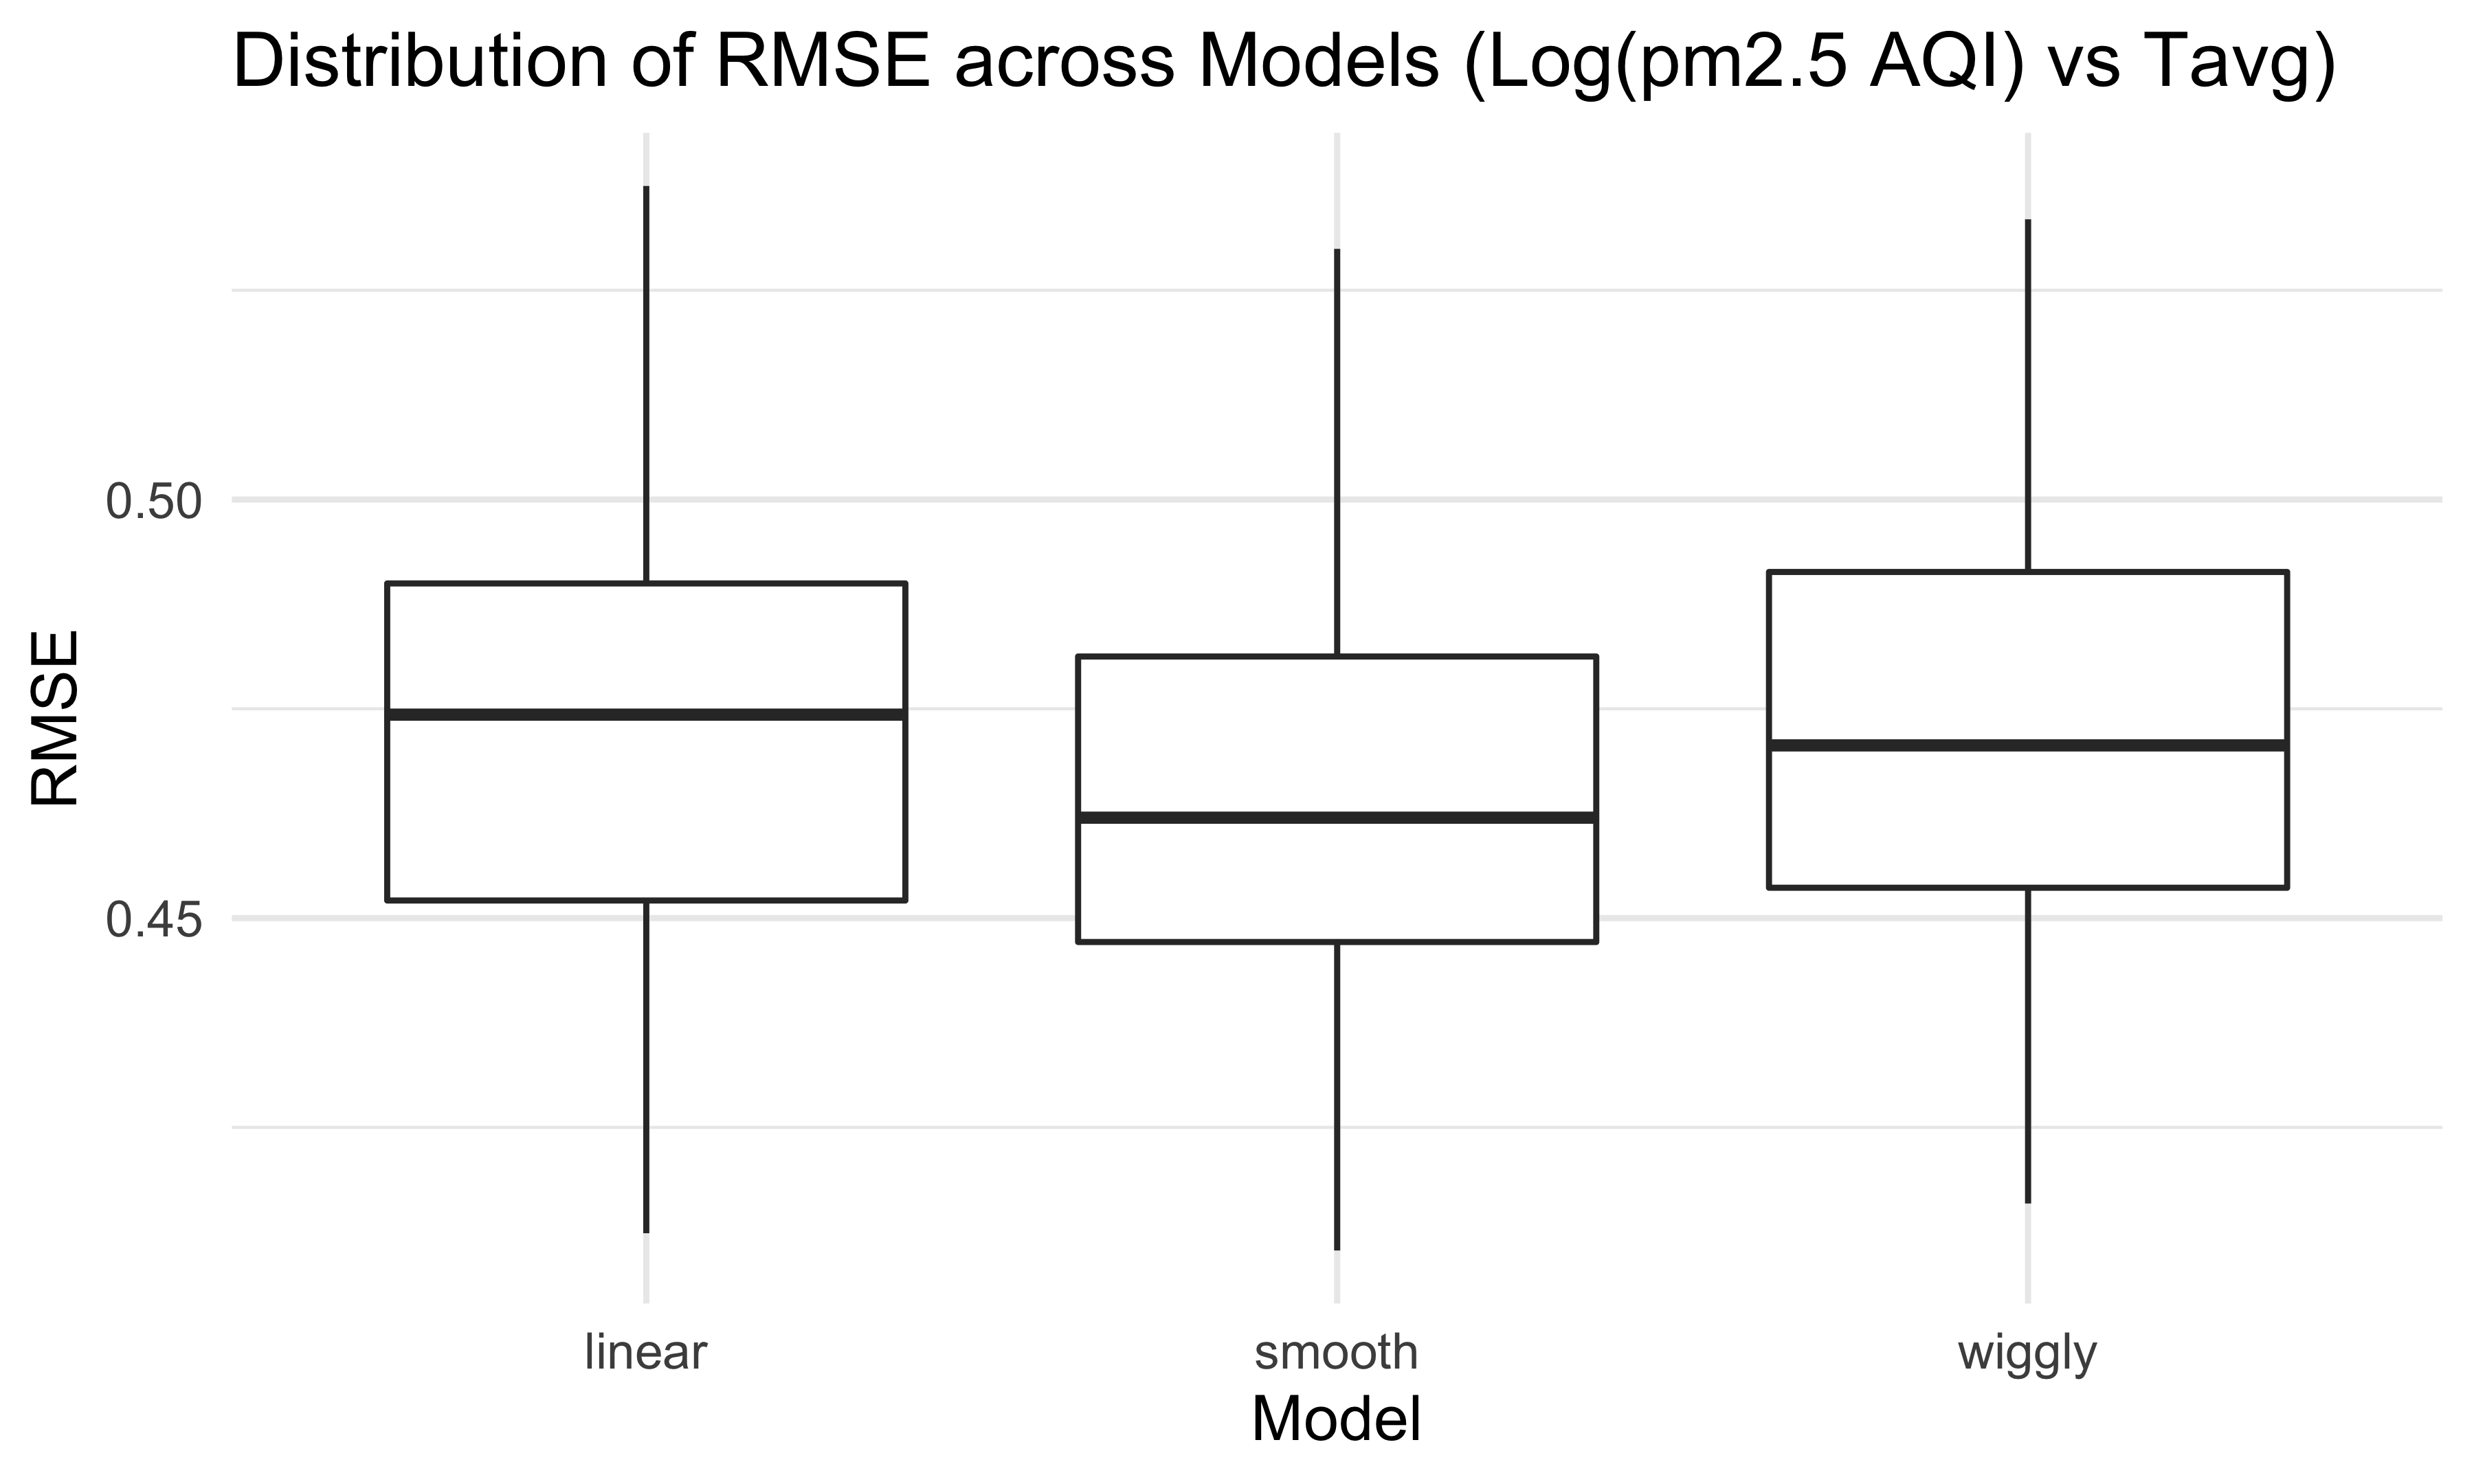 Distribution of RMSE across Models (Log(pm2.5 AQI) vs Tavg)
RMSE
0.50
0.45
linear
smooth
wiggly
Model